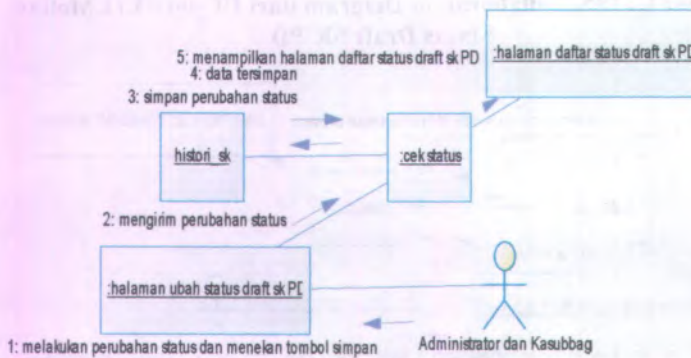 5: menampilkan halaman daftar status draft sk PD
4: data tersimpan
3: simpan perubahan status
:halaman daftar status draft sk PD
histori_sk
:cek status
2: mengirim perubahan status
:halaman ubah status draft sk PD
1: melakukan perubahan status dan menekan tombol simpan
Administrator dan Kasubbag